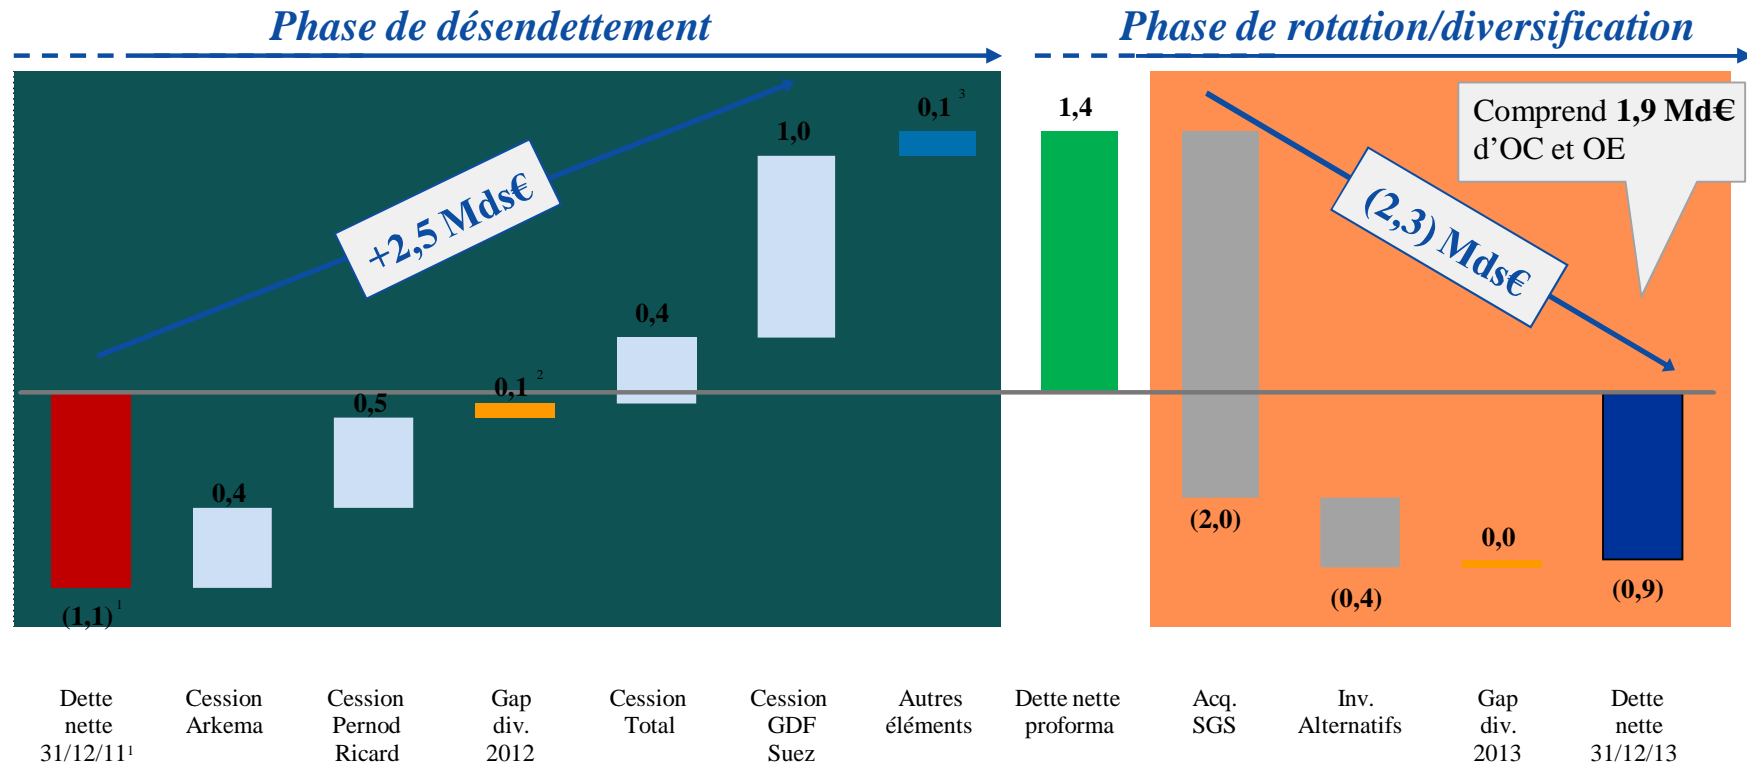 Phase de désendettement
Phase de rotation/diversification
Comprend 1,9 Md€
d’OC et OE
+2,5 Mds€
(2,3) Mds€
(1,1) 1
0,4
0,5
0,1 2
0,4
1,0
0,1 3
1,4
(2,0)
(0,4)
0,0
(0,9)
Dette
nette
31/12/11¹
Cession
Arkema
Cession
Pernod
Ricard
Gap
div.
2012
Cession
Total
Cession
GDF
Suez
Autres
éléments
Dette nette
proforma
Acq.
SGS
Inv.
Alternatifs
Gap
div.
2013
Dette
nette
31/12/13